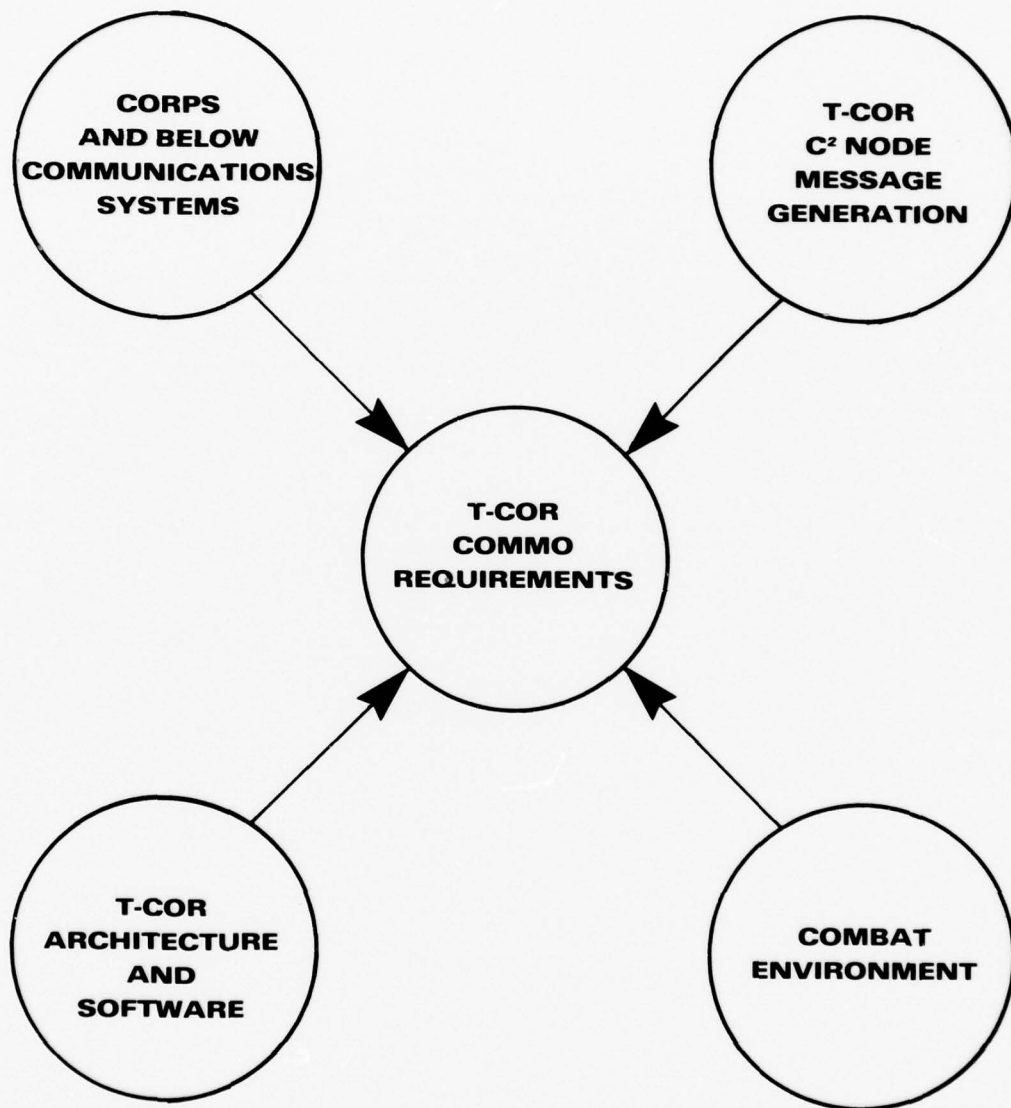 CORPS
AND BELOW
COMMUNICATIONS
SYSTEMS
T-COR
C² NODE
MESSAGE
GENERATION
T-COR
COMMO
REQUIREMENTS
T-COR
ARCHITECTURE
AND
SOFTWARE
COMBAT
ENVIRONMENT